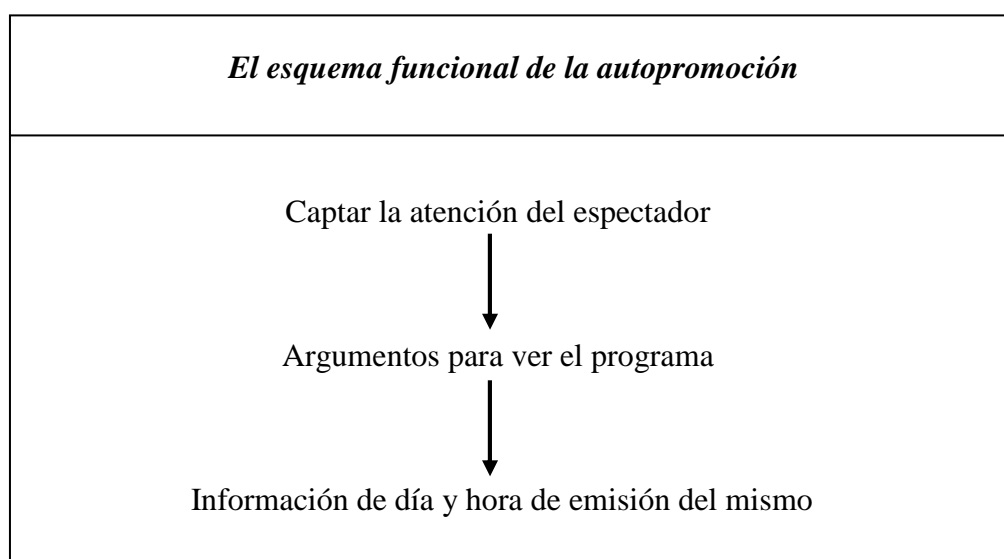 El esquema funcional de la autopromoción
Captar la atención del espectador
Argumentos para ver el programa
Información de día y hora de emisión del mismo